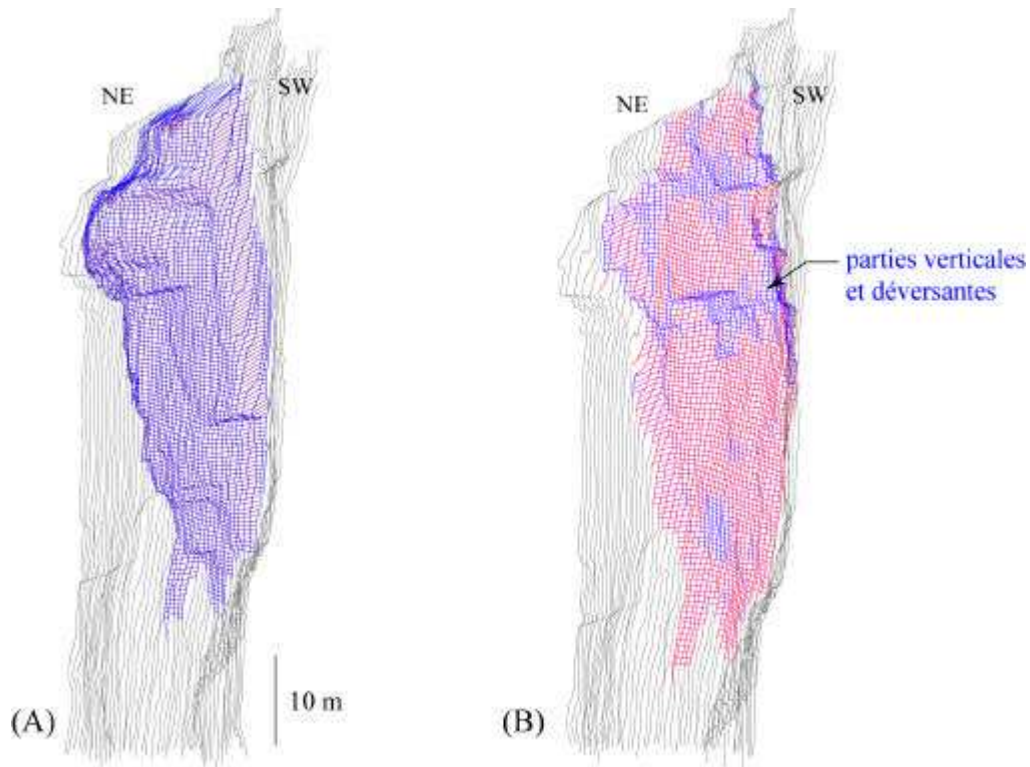 NE
SW
NE
SW
parties verticales
et déversantes
10 m
(A)
(B)